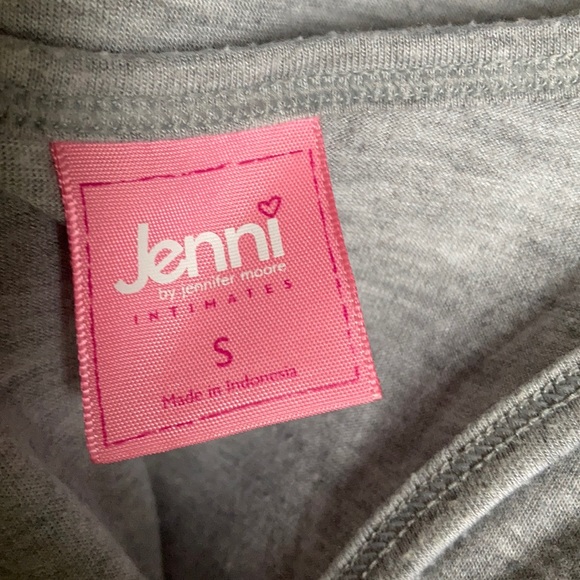 Jenni
by jennifer moore
INTIMATES
S
Made in Indonesia